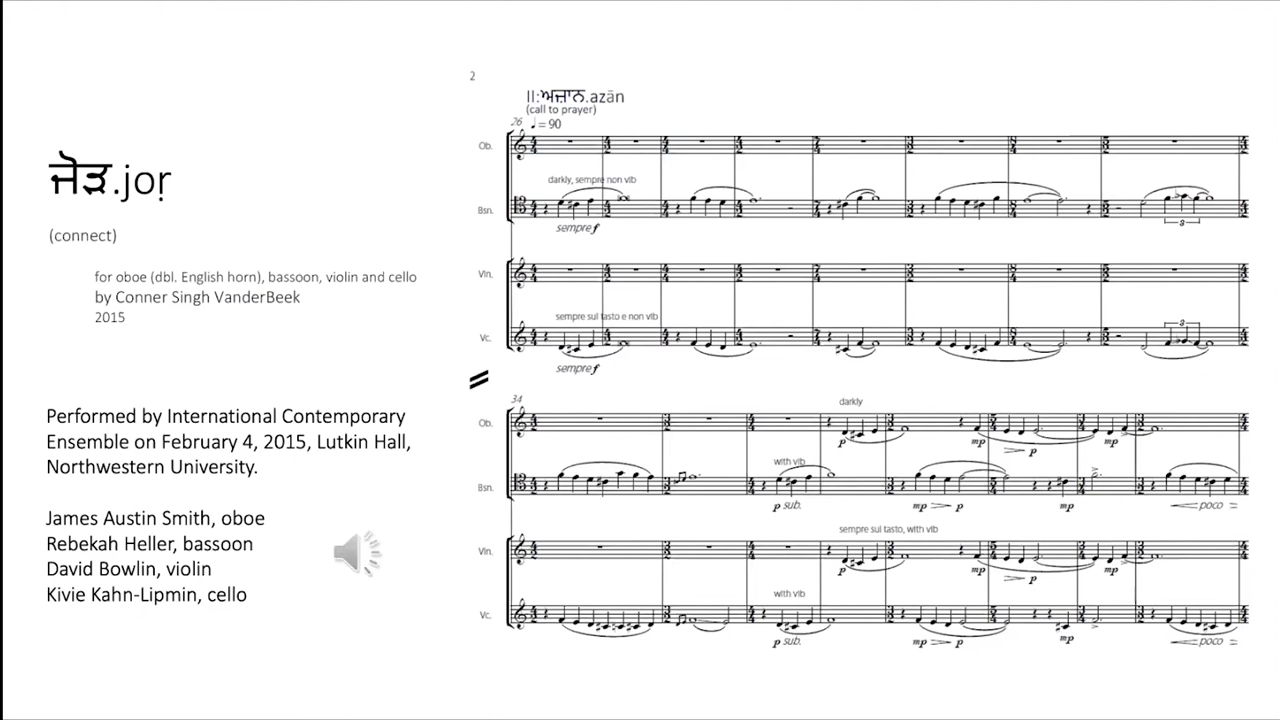 ਜੋੜ.joṛ
(connect)
for oboe (dbl. English horn), bassoon, violin and cello
by Conner Singh VanderBeek
2015
Performed by International Contemporary
Ensemble on February 4, 2015, Lutkin Hall,
Northwestern University.
James Austin Smith, oboe
Rebekah Heller, bassoon
David Bowlin, violin
Kivie Kahn-Lipmin, cello
2
II:ਅਜ਼ਾਨ.azān
(call to prayer)
26 ♩ = 90
Ob.
darkly, sempre non vib
Bsn.
sempre f
3
Vln.
sempre sul tasto e non vib
3
Vc.
sempre f
34
darkly
Ob.
p mp p mp
with vib
Bsn.
p sub. mp p mp poco
sempre sul tasto, with vib
Vln.
p mp p mp
with vib
Vc.
p sub. mp p mp poco